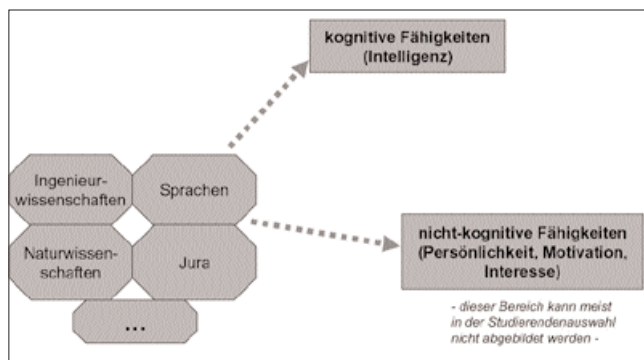 kognitive Fähigkeiten
(Intelligenz)
Ingenieur-
wissenschaften
Sprachen
Naturwissen-
schaften
Jura
...
nicht-kognitive Fähigkeiten
(Persönlichkeit, Motivation,
Interesse)
- dieser Bereich kann meist
in der Studierendenauswahl
nicht abgebildet werden -